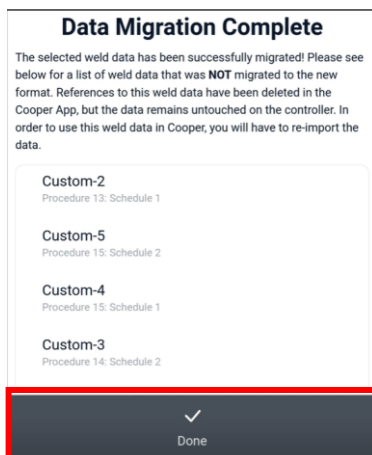 Data Migration Complete
The selected weld data has been successfully migrated! Please see
below for a list of weld data that was NOT migrated to the new
format. References to this weld data have been deleted in the
Cooper App, but the data remains untouched on the controller. In
order to use this weld data in Cooper, you will have to re-import the
data.
Custom-2
Procedure 13: Schedule 1
Custom-5
Procedure 15: Schedule 2
Custom-4
Procedure 15: Schedule 1
Custom-3
Procedure 14: Schedule 2
Done